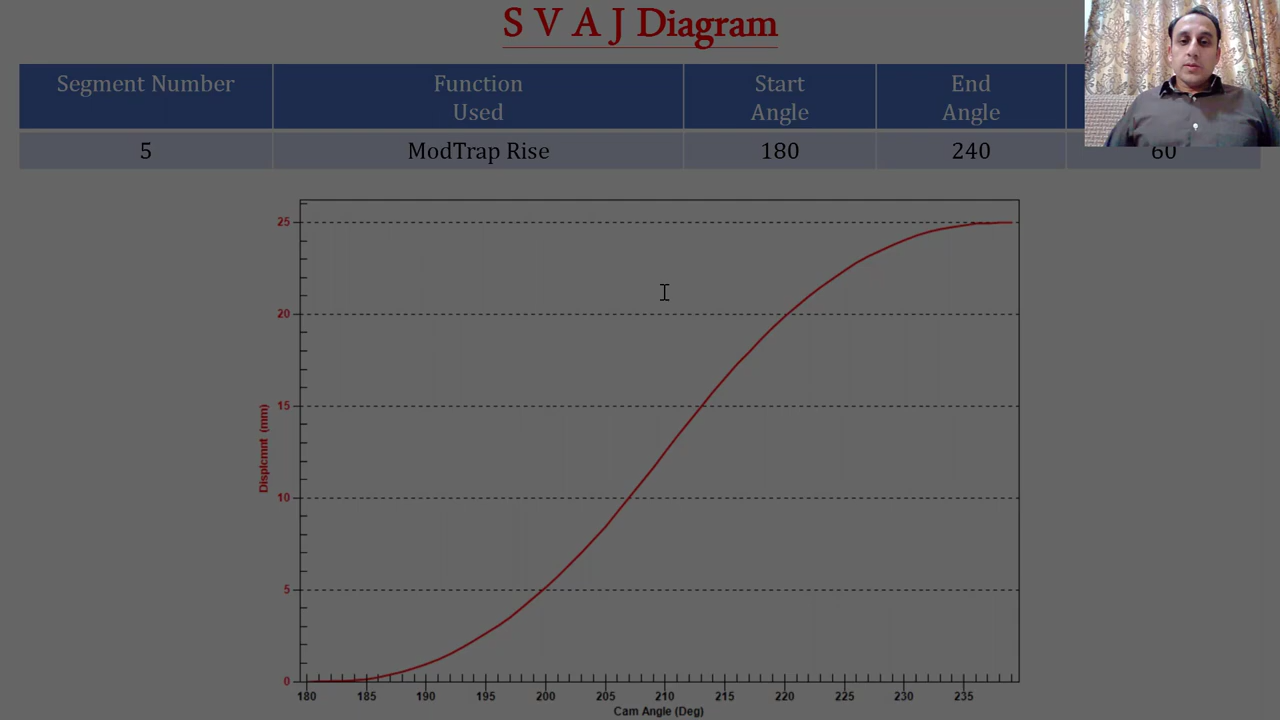 S V A J Diagram
Segment Number
Function
Used
Start
Angle
End
Angle
5
ModTrap Rise
180
240
60
25
20
15
10
5
0
Displcmnt (mm)
180
185
190
195
200
205
210
215
220
225
230
235
Cam Angle (Deg)